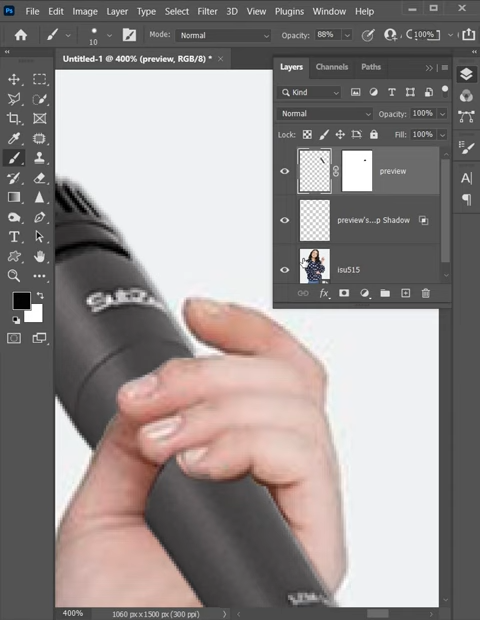 Ps File Edit Image Layer Type Select Filter 3D View Plugins Window Help
10 Mode: Normal Opacity: 88% 100%
Untitled-1 @ 400% (preview, RGB/8) * ×
Layers Channels Paths
Kind
Normal Opacity: 100%
Lock: Fill: 100%
preview
preview's...p Shadow
isu515
fx
T
A
¶
400% 1060 px x 1500 px (300 ppi)